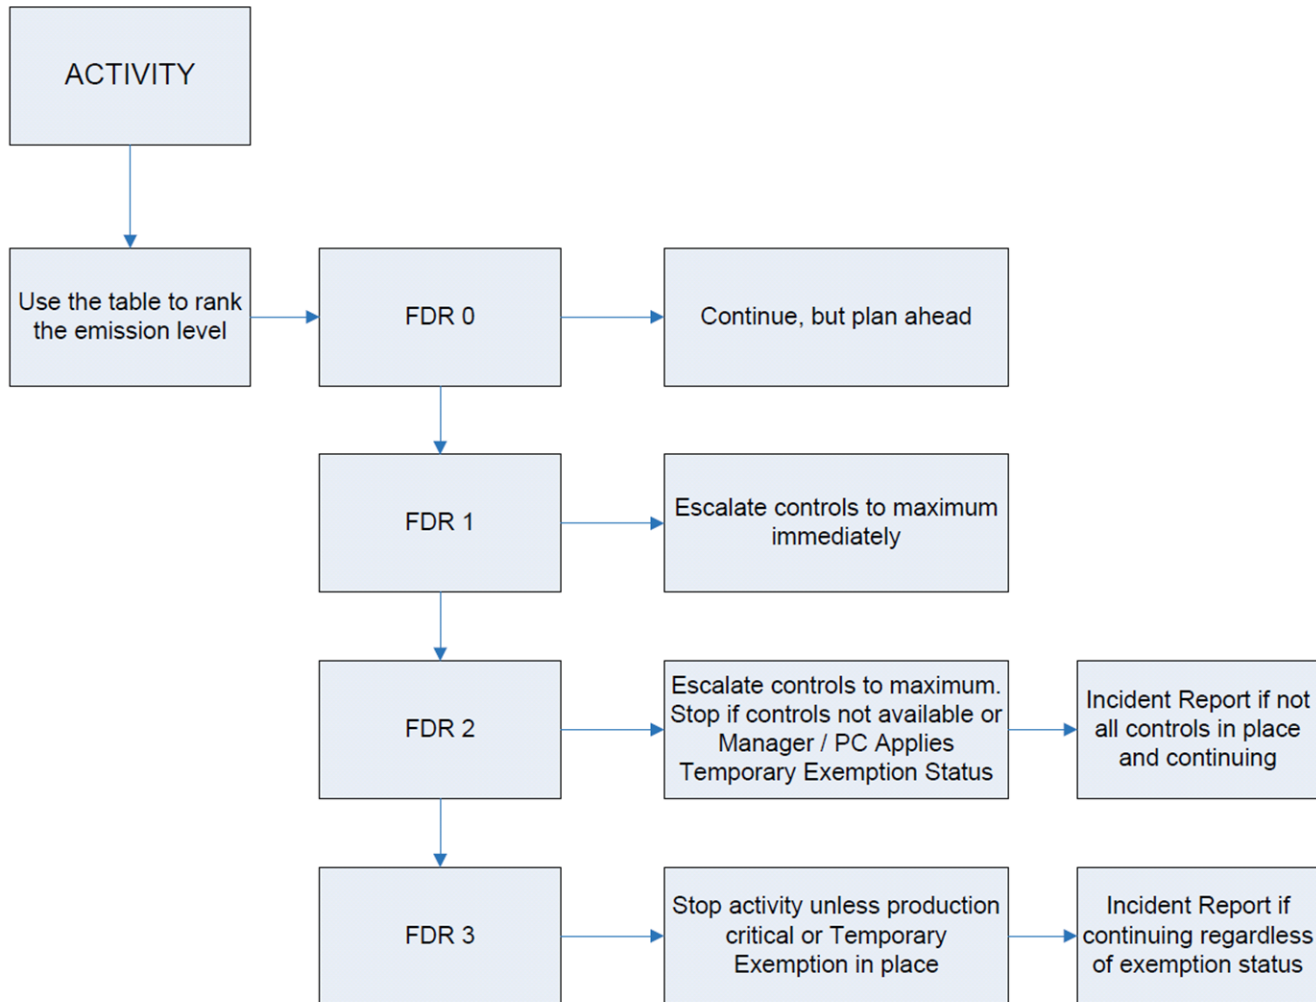 ACTIVITY
Use the table to rank
the emission level
FDR 0
Continue, but plan ahead
FDR 1
Escalate controls to maximum
immediately
FDR 2
Escalate controls to maximum.
Stop if controls not available or
Manager / PC Applies
Temporary Exemption Status
Incident Report if not
all controls in place
and continuing
FDR 3
Stop activity unless production
critical or Temporary
Exemption in place
Incident Report if
continuing regardless
of exemption status